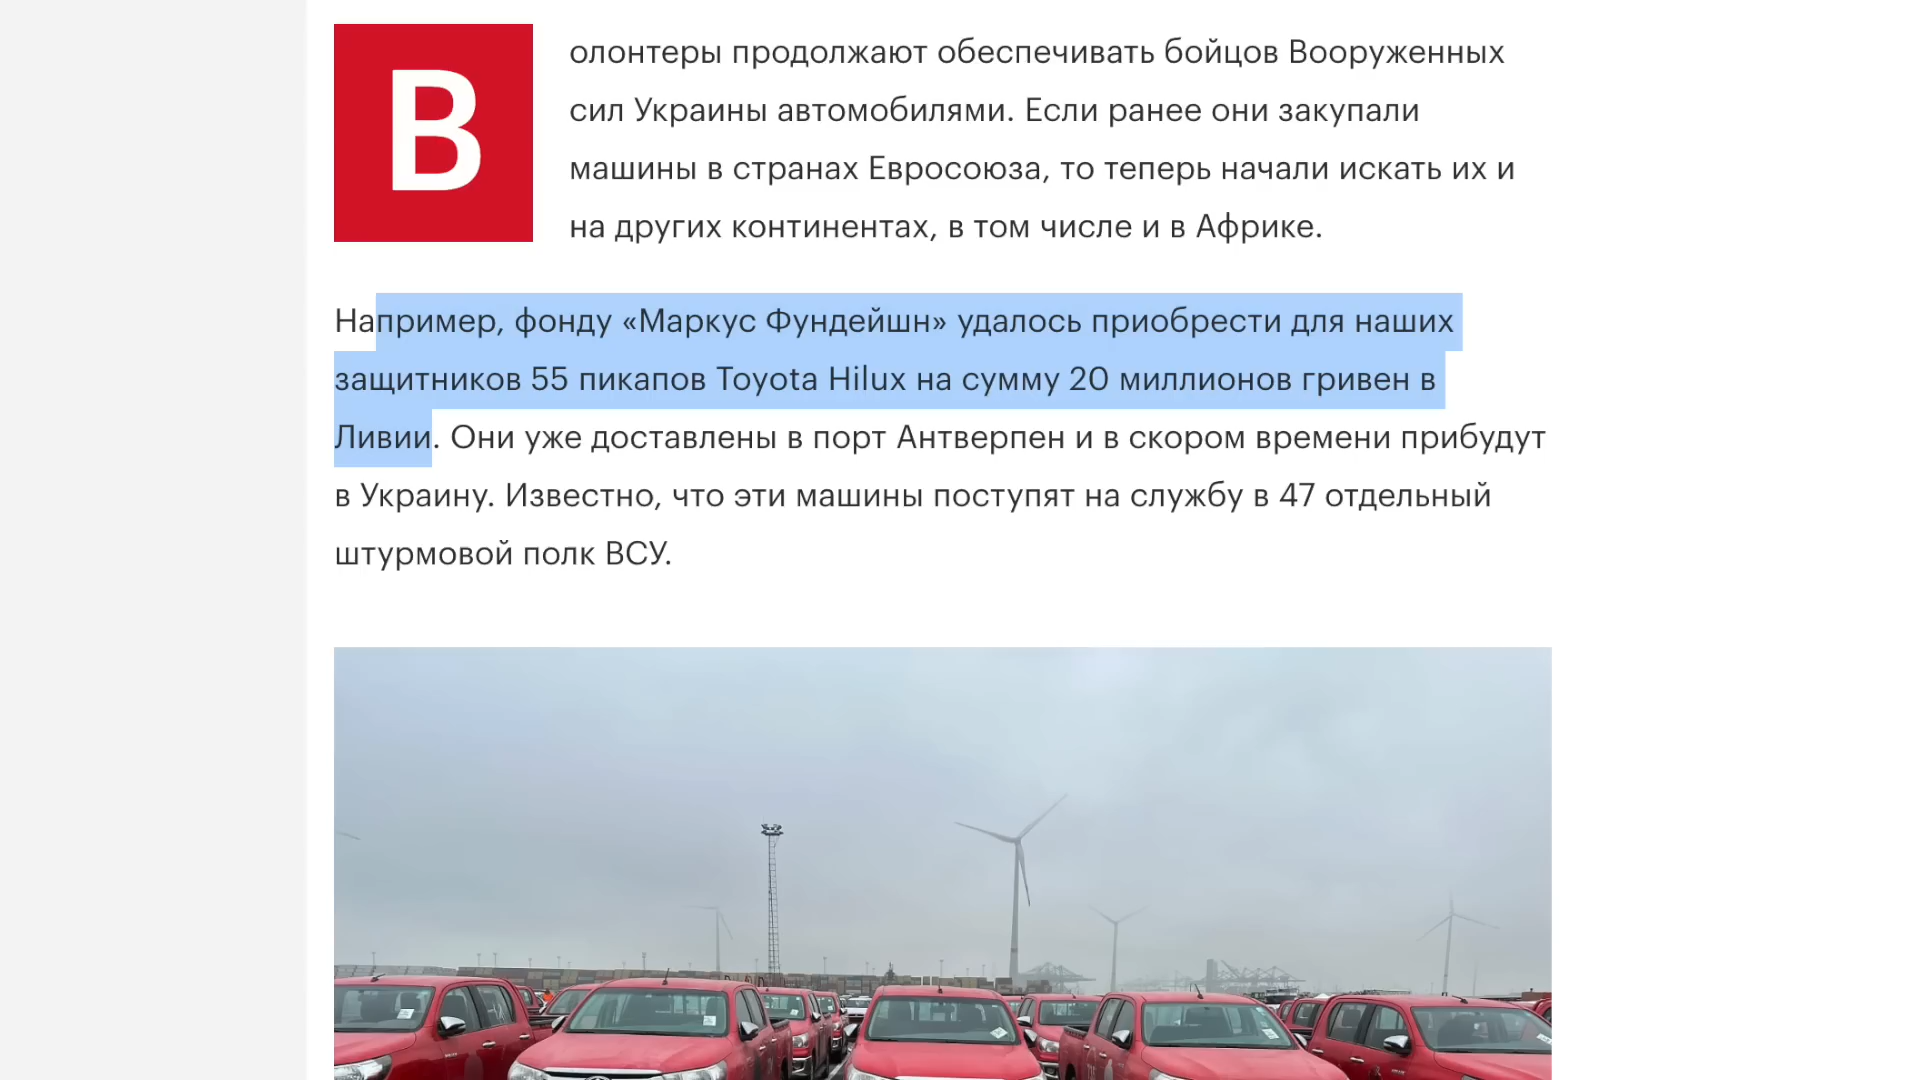 Волонтеры продолжают обеспечивать бойцов Вооруженных
сил Украины автомобилями. Если ранее они закупали
машины в странах Евросоюза, то теперь начали искать их и
на других континентах, в том числе и в Африке.
Например, фонду «Маркус Фундейшн» удалось приобрести для наших
защитников 55 пикапов Toyota Hilux на сумму 20 миллионов гривен в
Ливии. Они уже доставлены в порт Антверпен и в скором времени прибудут
в Украину. Известно, что эти машины поступят на службу в 47 отдельный
штурмовой полк ВСУ.